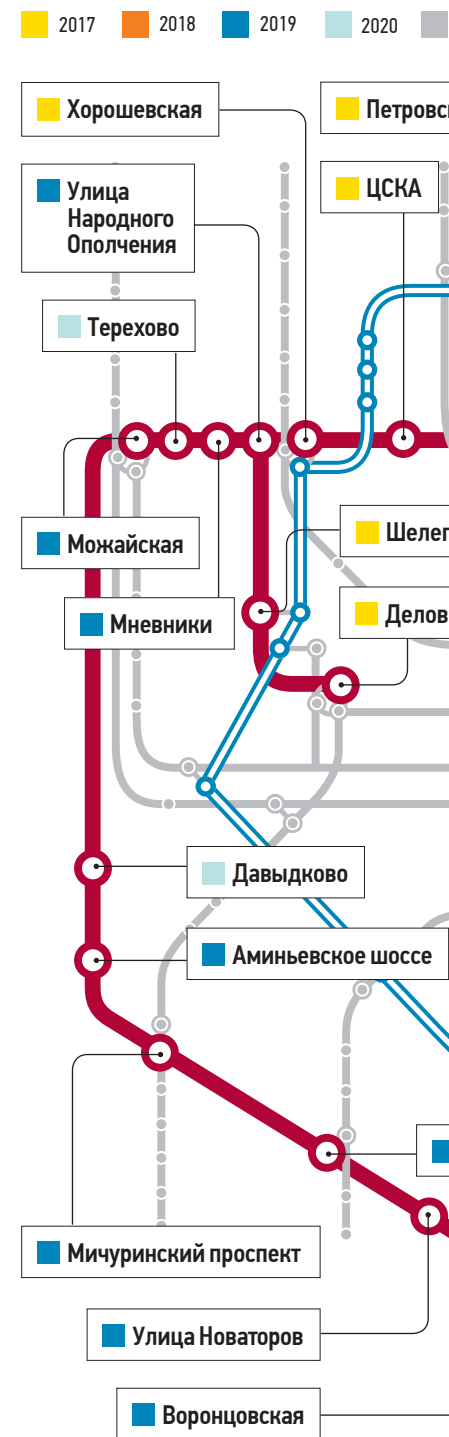 2017 2018 2019 2020
Хорошевская
ЦСКА
Улица
Народного
Ополчения
Терехово
Можайская
Мневники
Давыдково
Аминьевское шоссе
Мичуринский проспект
Улица Новаторов
Воронцовская